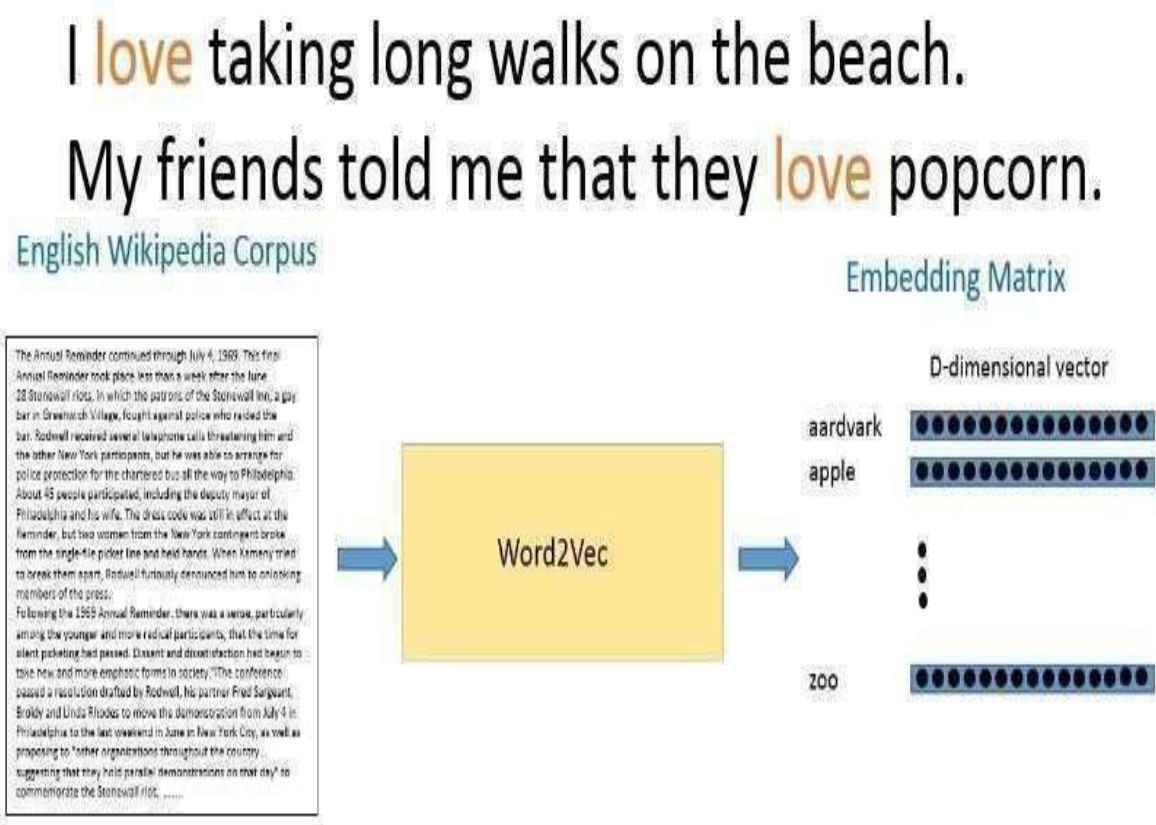 I love taking long walks on the beach.
My friends told me that they love popcorn.
English Wikipedia Corpus
The Annual Reminder continued through July 4, 1969. This final
Annual Reminder took place less than a week after the June
28 Stonewall riots, in which the patrons of the Stonewall Inn, a gay
bar in Greenwich Village, fought against police who raided the
bar. Rodwell received several telephone calls threatening him and
the other New York participants, but he was able to arrange for
police protection for the chartered bus all the way to Philadelphia.
About 45 people participated, including the deputy mayor of
Philadelphia and his wife. The dress code was still in effect at the
Reminder, but two women from the New York contingent broke
from the single-file picket line and held hands. When Kameny tried
to break them apart, Rodwell furiously denounced him to onlooking
members of the press.
Following the 1969 Annual Reminder, there was a sense, particularly
among the younger and more radical participants, that the time for
silent picketing had passed. Dissent and dissatisfaction had begun to
take new and more emphatic forms in society."The conference
passed a resolution drafted by Rodwell, his partner Fred Sargeant,
Broidy and Linda Rhodes to move the demonstration from July 4 in
Philadelphia to the last weekend in June in New York City, as well as
proposing to "other organizations throughout the country...
suggesting that they hold parallel demonstrations on that day" to
commemorate the Stonewall riot. .......
Word2Vec
Embedding Matrix
D-dimensional vector
aardvark
apple
zoo